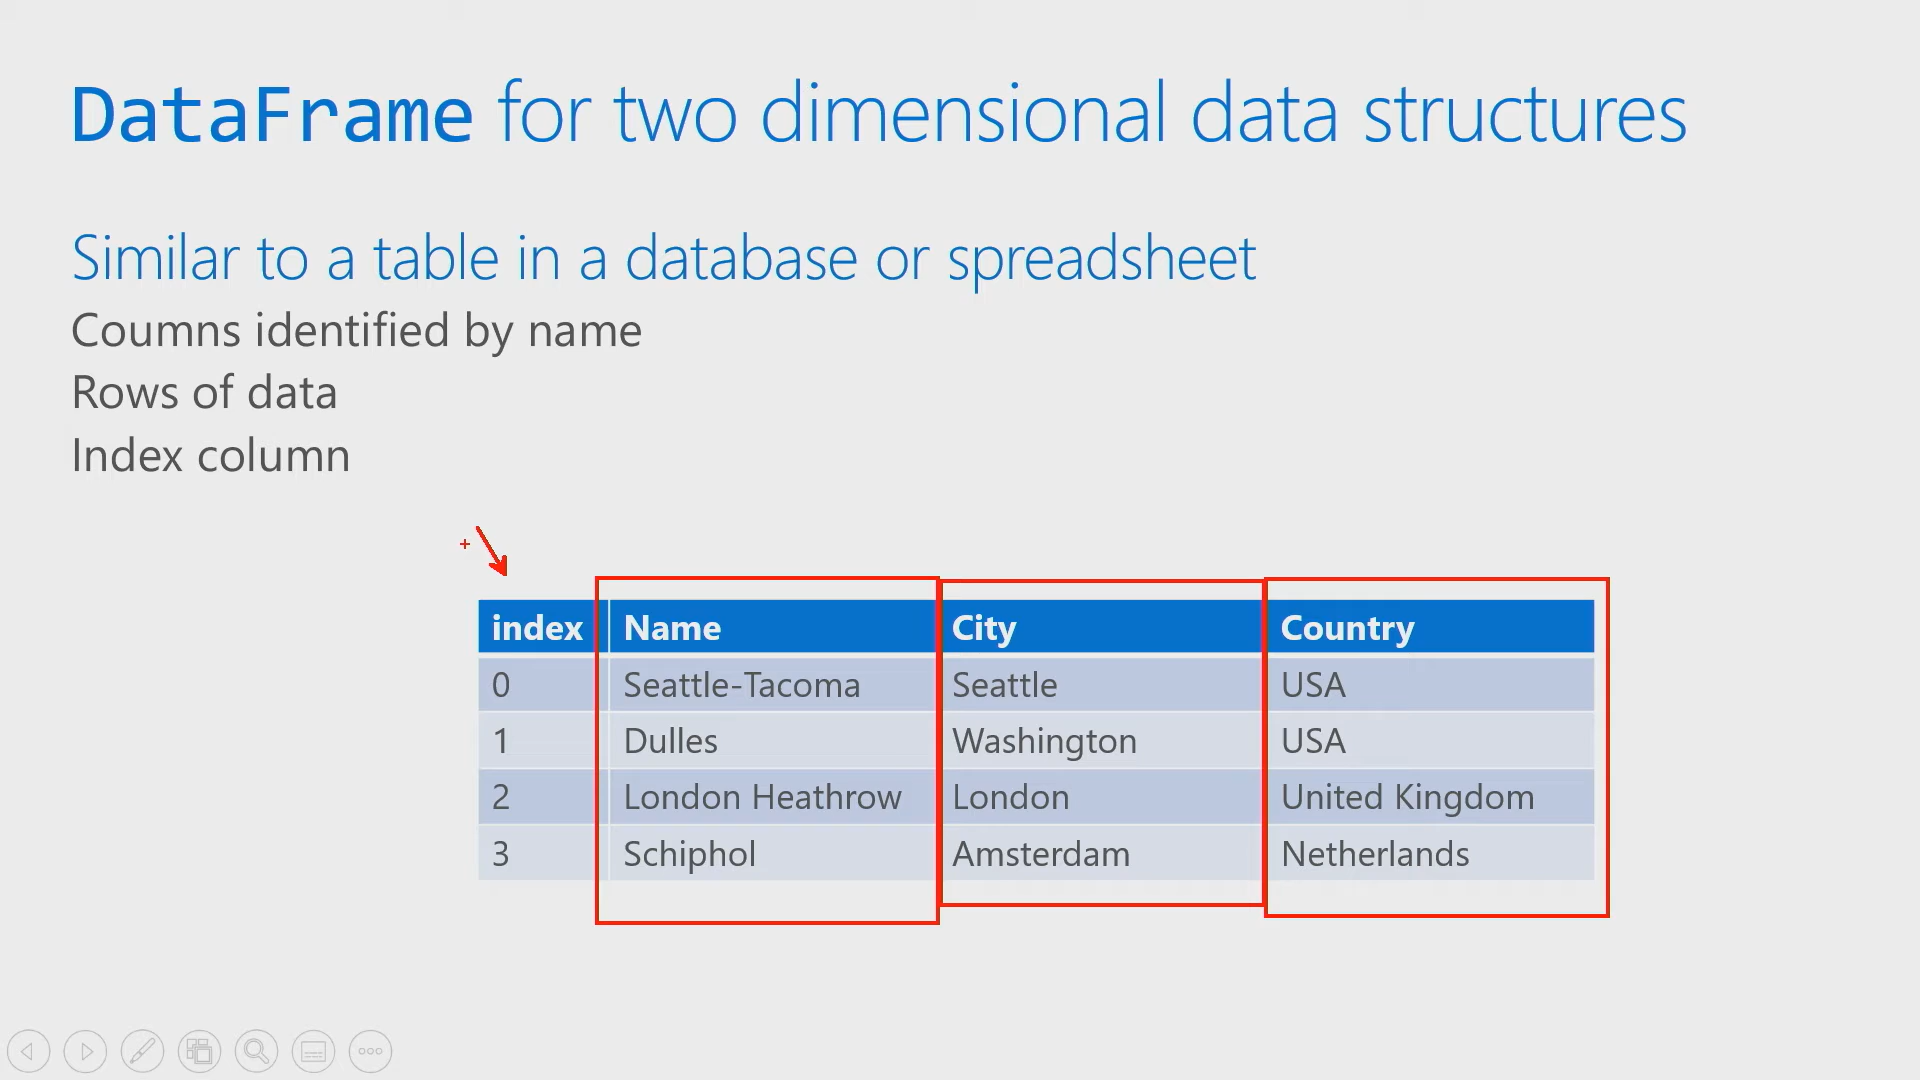 DataFrame for two dimensional data structures
Similar to a table in a database or spreadsheet
Coumns identified by name
Rows of data
Index column
index Name City Country
0 Seattle-Tacoma Seattle USA
1 Dulles Washington USA
2 London Heathrow London United Kingdom
3 Schiphol Amsterdam Netherlands